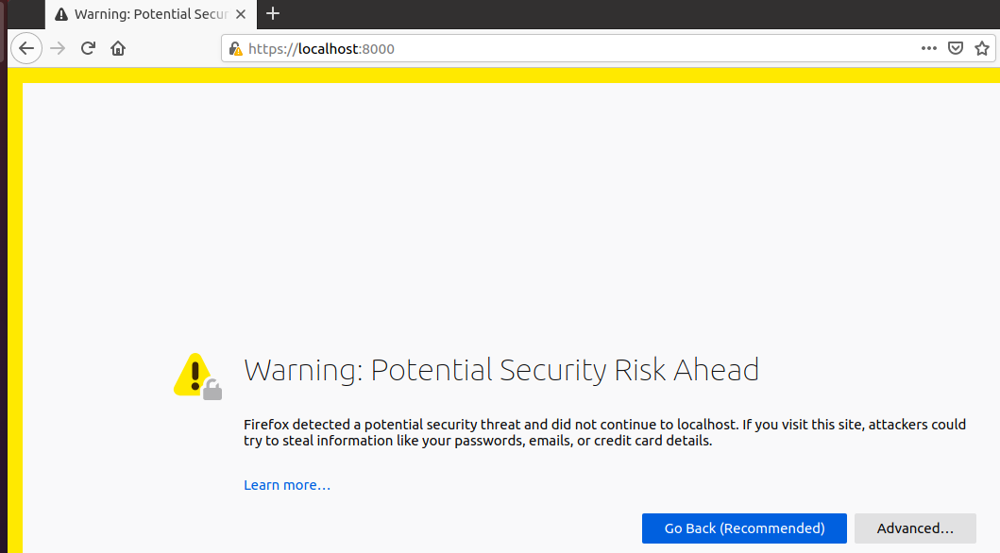 Warning: Potential Secur
https://localhost:8000
Warning: Potential Security Risk Ahead
Firefox detected a potential security threat and did not continue to localhost. If you visit this site, attackers could
try to steal information like your passwords, emails, or credit card details.
Learn more…
Go Back (Recommended)
Advanced…